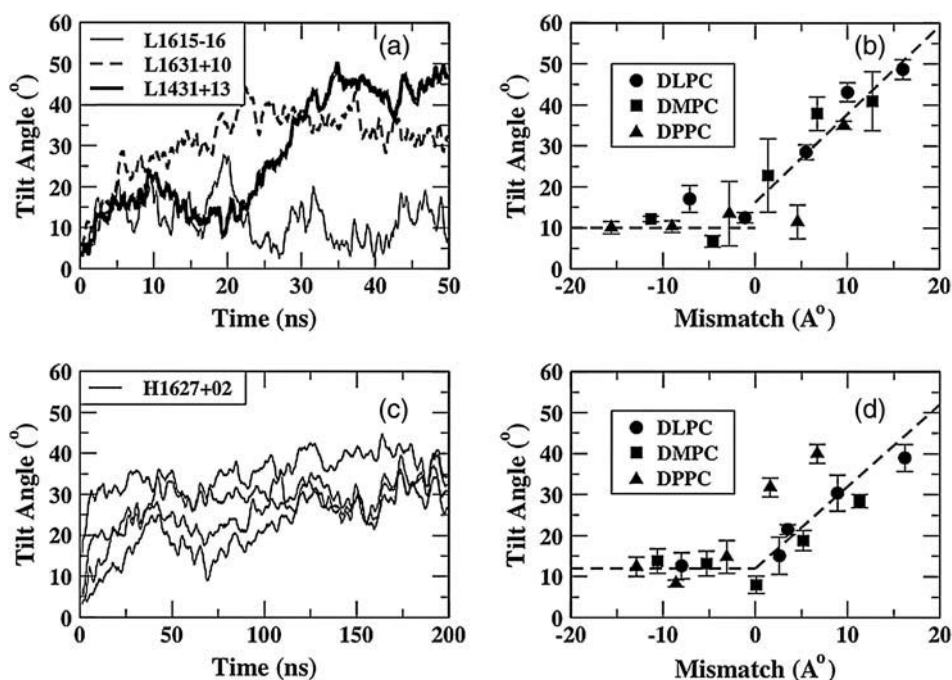 60
50
40
30
20
10
0
Tilt Angle (°)
L1615-16
L1631+10
L1431+13
(a)
0 10 20 30 40 50
Time (ns)
60
50
40
30
20
10
0
Tilt Angle (°)
DLPC
DMPC
DPPC
(b)
-20 -10 0 10 20
Mismatch (A°)
60
50
40
30
20
10
0
Tilt Angle (°)
H1627+02
(c)
0 50 100 150 200
Time (ns)
60
50
40
30
20
10
0
Tilt Angle (°)
DLPC
DMPC
DPPC
(d)
-20 -10 0 10 20
Mismatch (A°)